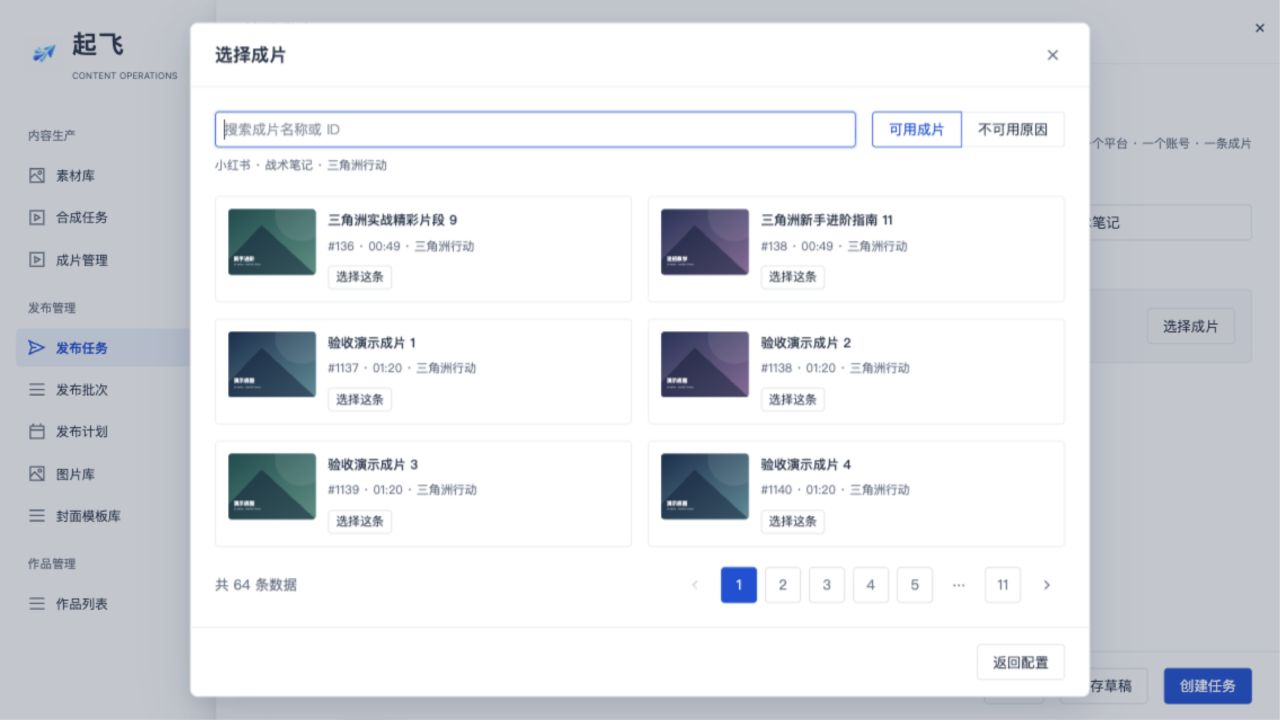 起飞
CONTENT OPERATIONS
内容生产
素材库
合成任务
成片管理
发布管理
发布任务
发布批次
发布计划
图片库
封面模板库
作品管理
作品列表
选择成片
搜索成片名称或 ID
可用成片
不可用原因
小红书 · 战术笔记 · 三角洲行动
三角洲实战精彩片段 9
#136 · 00:49 · 三角洲行动
选择这条
三角洲新手进阶指南 11
#138 · 00:49 · 三角洲行动
选择这条
验收演示成片 1
#1137 · 01:20 · 三角洲行动
选择这条
验收演示成片 2
#1138 · 01:20 · 三角洲行动
选择这条
验收演示成片 3
#1139 · 01:20 · 三角洲行动
选择这条
验收演示成片 4
#1140 · 01:20 · 三角洲行动
选择这条
共 64 条数据
1 2 3 4 5 ··· 11
返回配置
个平台 · 一个账号 · 一条成片
笔记
选择成片
存草稿
创建任务